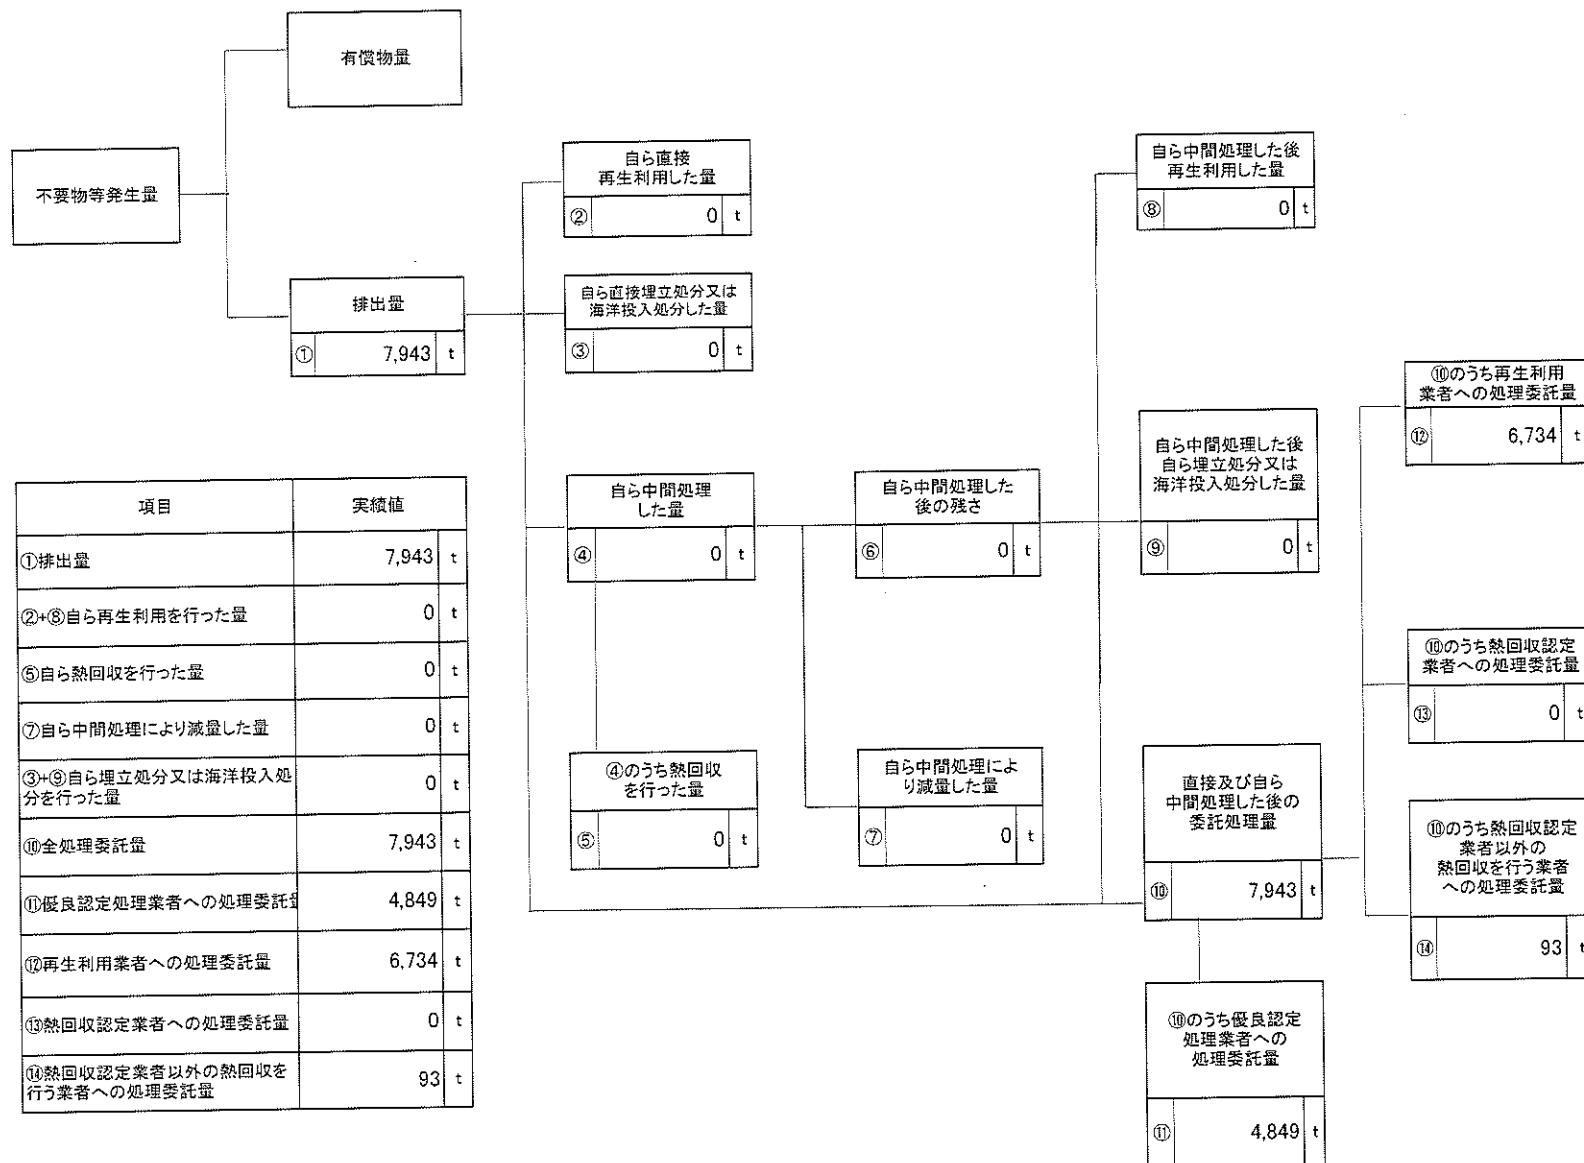 有償物量
不要物等発生量
排出量
① 7,943 t
自ら直接
再生利用した量
② 0 t
自ら直接埋立処分又は
海洋投入処分した量
③ 0 t
自ら中間処理
した量
④ 0 t
④のうち熱回収
を行った量
⑤ 0 t
自ら中間処理した
後の残さ
⑥ 0 t
自ら中間処理によ
り減量した量
⑦ 0 t
自ら中間処理した後
再生利用した量
⑧ 0 t
自ら中間処理した後
自ら埋立処分又は
海洋投入処分した量
⑨ 0 t
直接及び自ら
中間処理した後の
委託処理量
⑩ 7,943 t
⑩のうち優良認定
処理業者への
処理委託量
⑪ 4,849 t
⑩のうち再生利用
業者への処理委託量
⑫ 6,734 t
⑩のうち熱回収認定
業者への処理委託量
⑬ 0 t
⑩のうち熱回収認定
業者以外の
熱回収を行う業者
への処理委託量
⑭ 93 t
項目 実績値
①排出量 7,943 t
②+⑧自ら再生利用を行った量 0 t
⑤自ら熱回収を行った量 0 t
⑦自ら中間処理により減量した量 0 t
③+⑨自ら埋立処分又は海洋投入処
分を行った量 0 t
⑩全処理委託量 7,943 t
⑪優良認定処理業者への処理委託量 4,849 t
⑫再生利用業者への処理委託量 6,734 t
⑬熱回収認定業者への処理委託量 0 t
⑭熱回収認定業者以外の熱回収を
行う業者への処理委託量 93 t